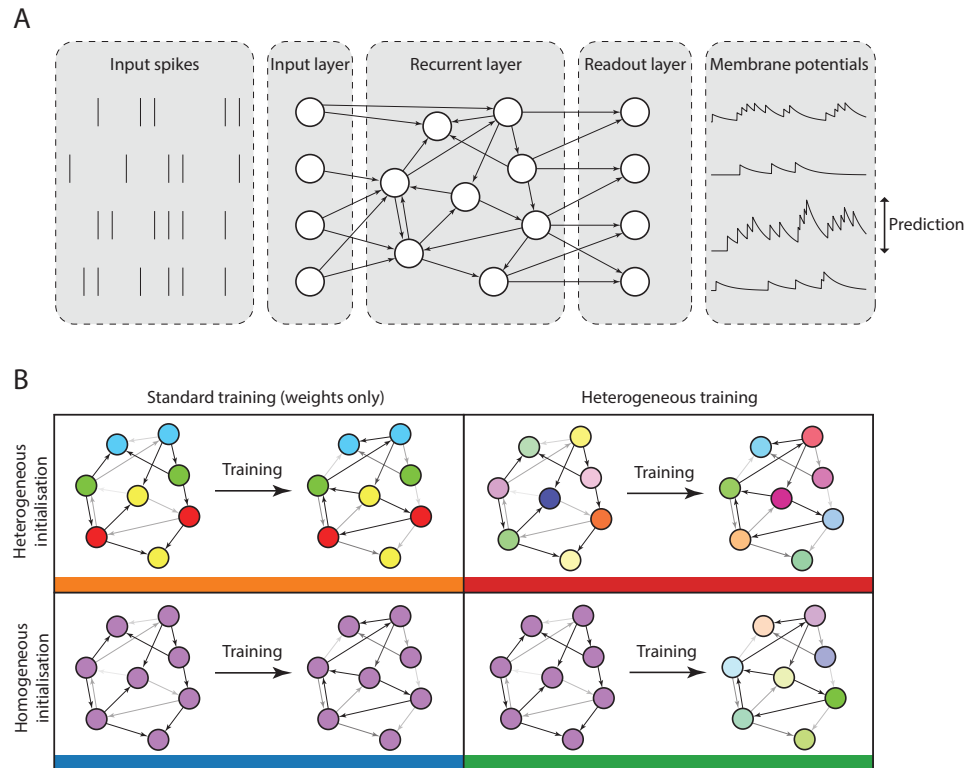 A
Input spikes
Input layer
Recurrent layer
Readout layer
Membrane potentials
Prediction
B
Standard training (weights only)
Heterogeneous training
Heterogeneous
initialisation
Training
Training
Homogeneous
initialisation
Training
Training